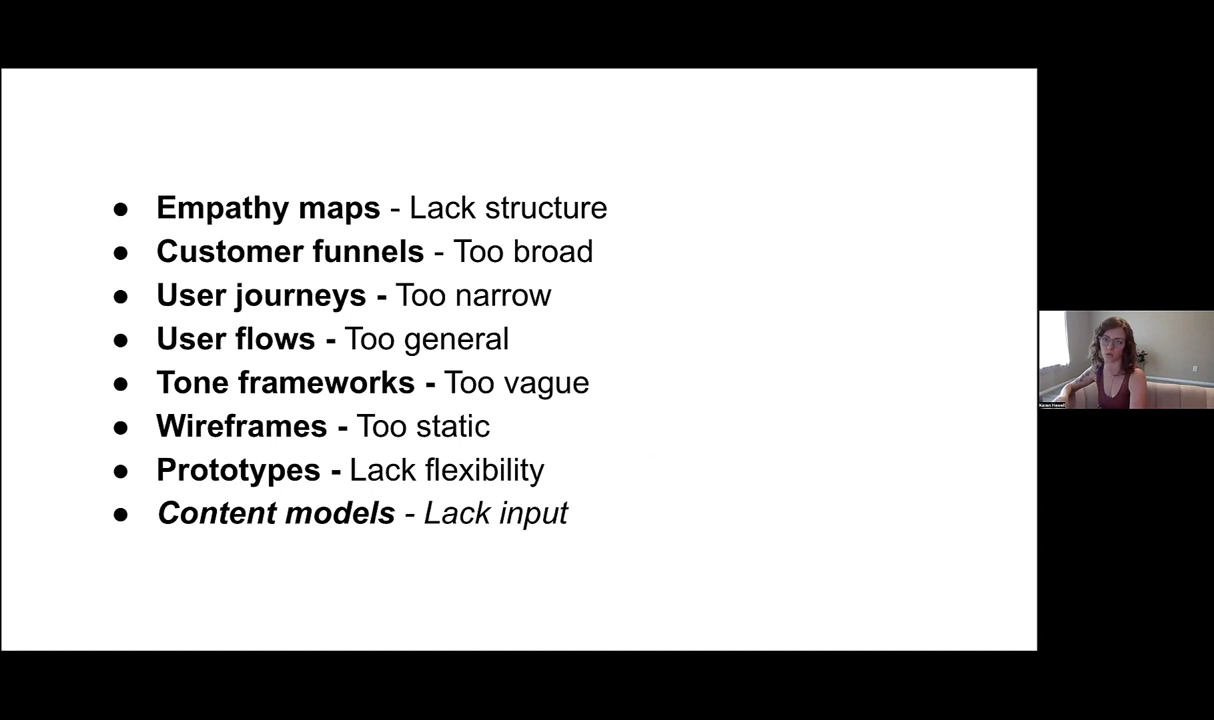 ● Empathy maps - Lack structure
● Customer funnels - Too broad
● User journeys - Too narrow
● User flows - Too general
● Tone frameworks - Too vague
● Wireframes - Too static
● Prototypes - Lack flexibility
● Content models - Lack input